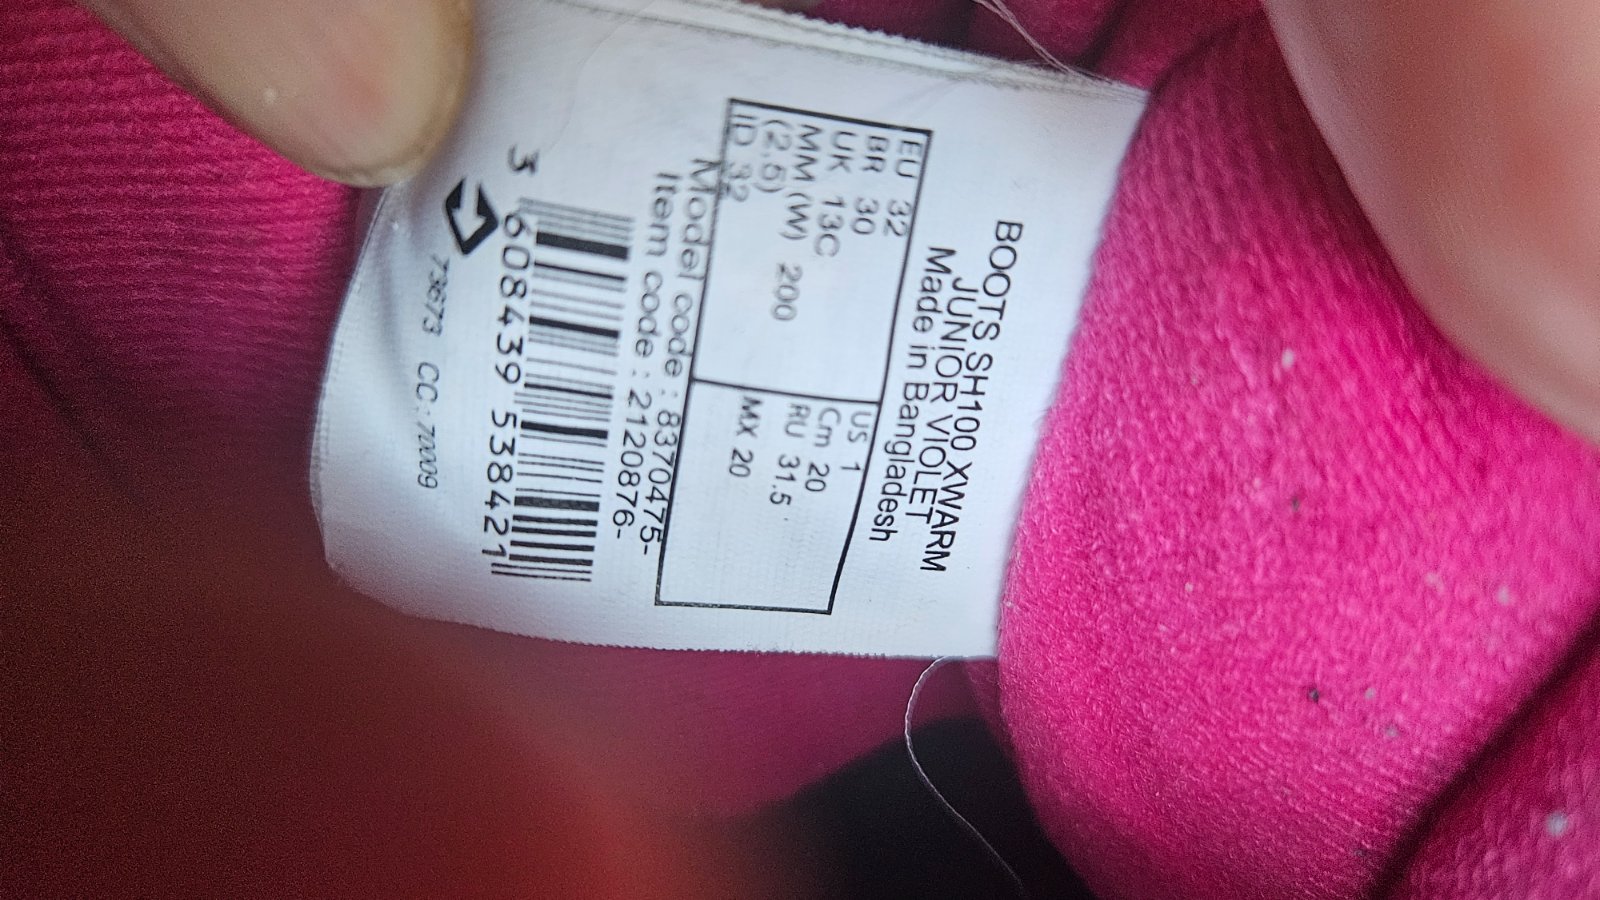 BOOTS SH100 XWARM
JUNIOR VIOLET
Made in Bangladesh
EU 32
BR 30
UK 13C
MM(W) 200
(2.5)
ID 32
US 1
Cm 20
RU 31.5
MX 20
Model code : 8370475-
Item code : 2120876-
3 608439 538421
73673 CC:70009